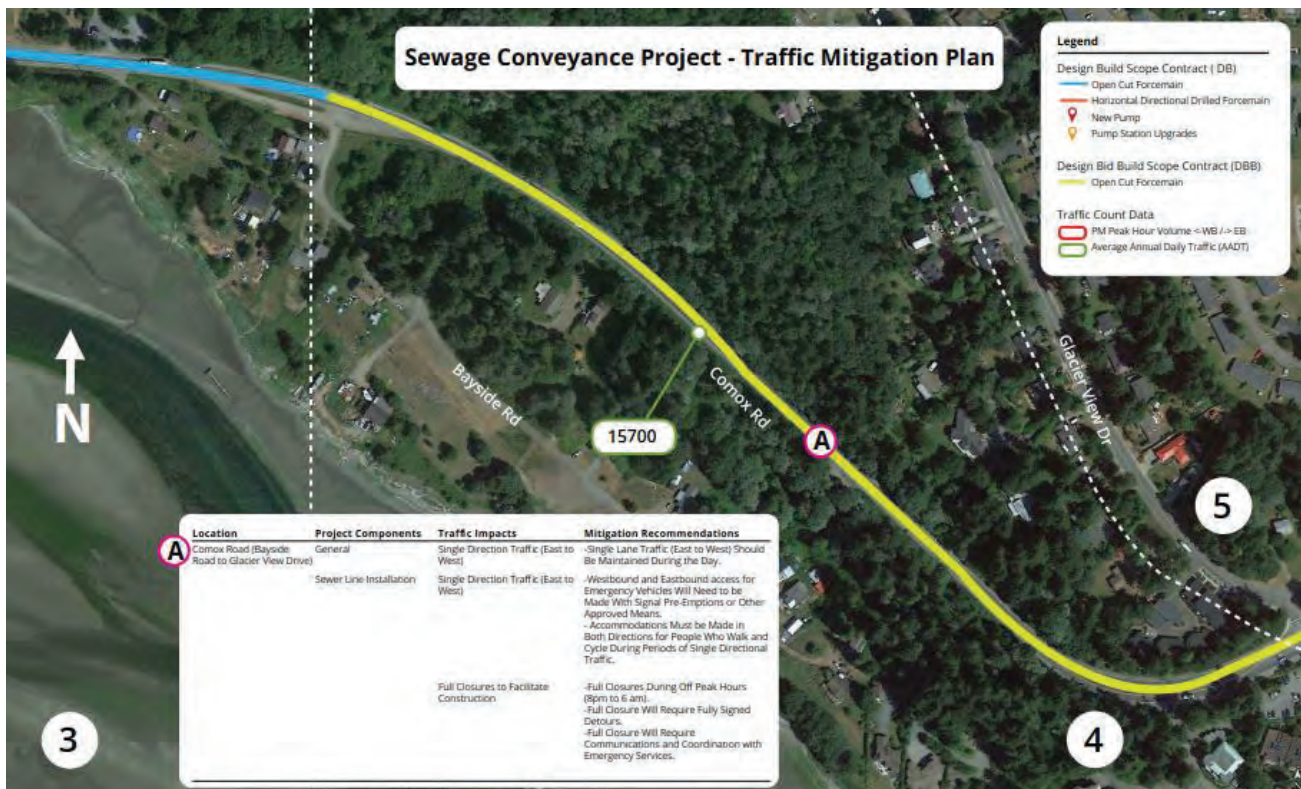 Sewage Conveyance Project - Traffic Mitigation Plan
Legend
Design Build Scope Contract ( DB)
Open Cut Forcemain
Horizontal Directional Drilled Forcemain
New Pump
Pump Station Upgrades
Design Bid Build Scope Contract (DBB)
Open Cut Forcemain
Traffic Count Data
PM Peak Hour Volume <-WB /-> EB
Average Annual Daily Traffic (AADT)
N
Bayside Rd
15700
Comox Rd
A
Glacier View Dr
5
Location Project Components Traffic Impacts Mitigation Recommendations
A Comox Road (Bayside Road to Glacier View Drive) General Single Direction Traffic (East to West) -Single Lane Traffic (East to West) Should Be Maintained During the Day.
Sewer Line Installation Single Direction Traffic (East to West) -Westbound and Eastbound access for
Emergency Vehicles Will Need to be
Made With Signal Pre-Emptions or Other
Approved Means.
- Accommodations Must be Made in
Both Directions for People Who Walk and
Cycle During Periods of Single Directional
Traffic.
Full Closures to Facilitate Construction -Full Closures During Off Peak Hours
(8pm to 6 am).
-Full Closure Will Require Fully Signed
Detours.
-Full Closure Will Require
Communications and Coordination with
Emergency Services.
3
4